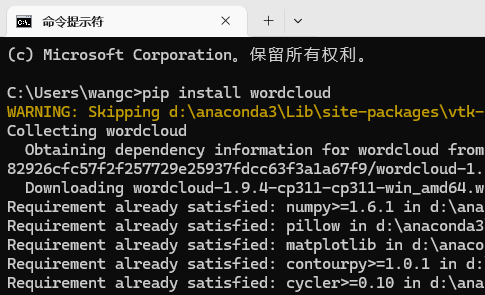 命令提示符
(c) Microsoft Corporation。保留所有权利。
C:\Users\wangc>pip install wordcloud
WARNING: Skipping d:\anaconda3\Lib\site-packages\vtk-
Collecting wordcloud
Obtaining dependency information for wordcloud from
82926cfc57f2f257729e25937fdcc63f3a1a67f9/wordcloud-1.
Downloading wordcloud-1.9.4-cp311-cp311-win_amd64.w
Requirement already satisfied: numpy>=1.6.1 in d:\ana
Requirement already satisfied: pillow in d:\anaconda3
Requirement already satisfied: matplotlib in d:\anaco
Requirement already satisfied: contourpy>=1.0.1 in d:
Requirement already satisfied: cycler>=0.10 in d:\ana